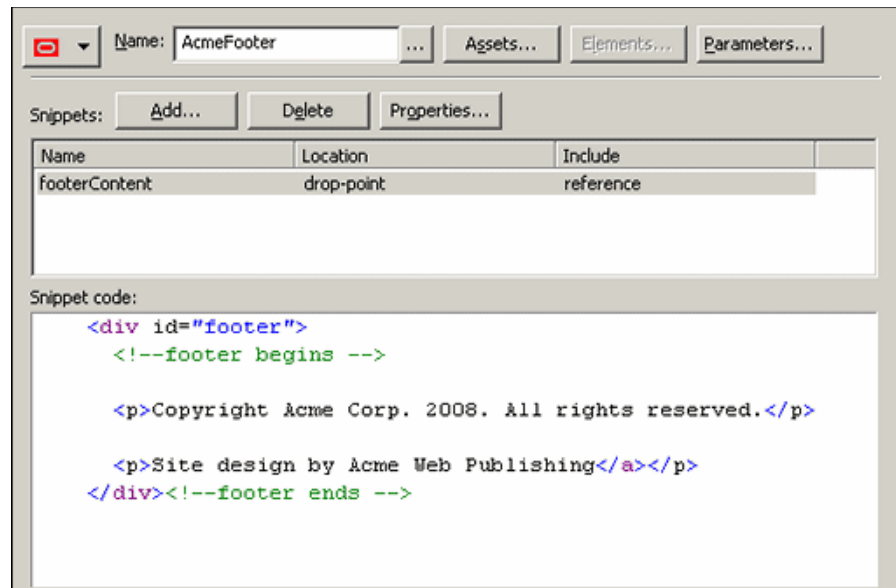 Name: AcmeFooter ... Assets... Elements... Parameters...
Snippets: Add... Delete Properties...
Name Location Include
footerContent drop-point reference
Snippet code:
<div id="footer">
<!--footer begins -->
<p>Copyright Acme Corp. 2008. All rights reserved.</p>
<p>Site design by Acme Web Publishing</a></p>
</div><!--footer ends -->